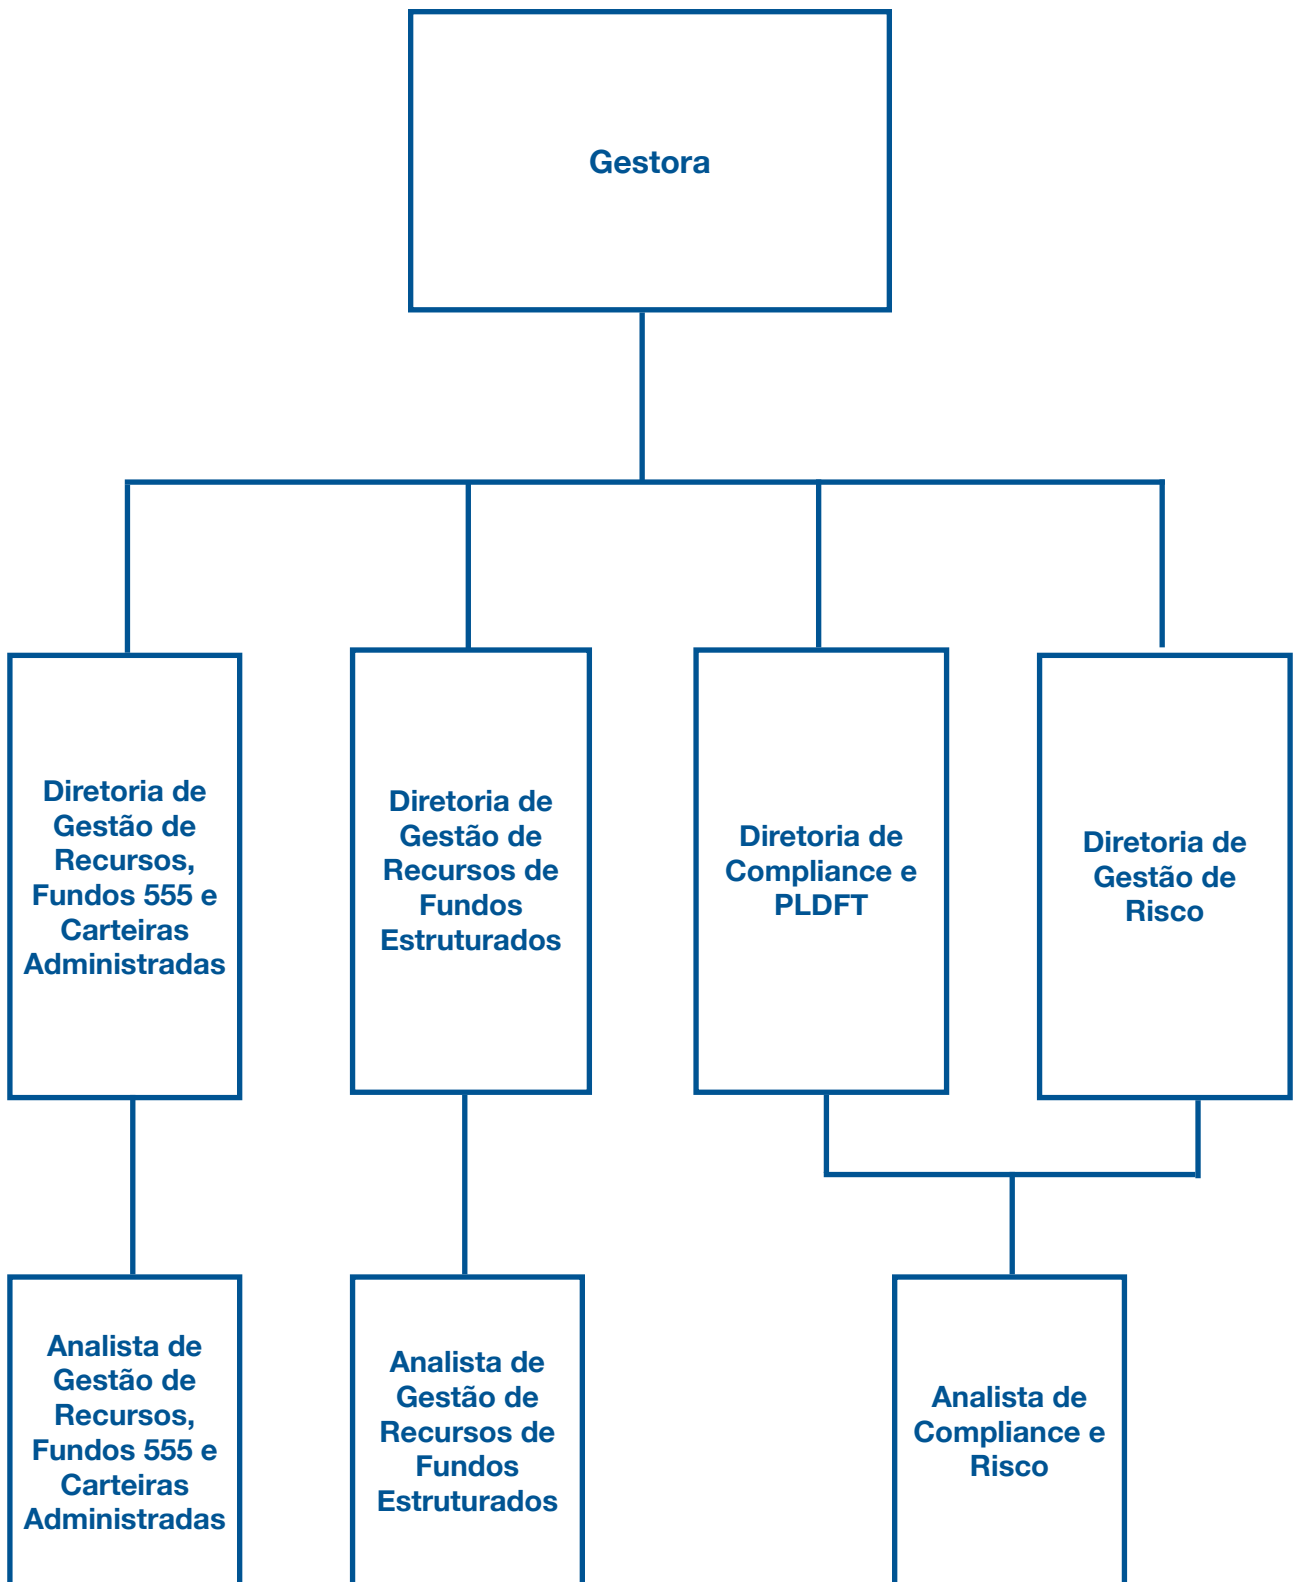 Gestora
Diretoria de
Gestão de
Recursos,
Fundos 555 e
Carteiras
Administradas
Diretoria de
Gestão de
Recursos de
Fundos
Estruturados
Diretoria de
Compliance e
PLDFT
Diretoria de
Gestão de
Risco
Analista de
Gestão de
Recursos,
Fundos 555 e
Carteiras
Administradas
Analista de
Gestão de
Recursos de
Fundos
Estruturados
Analista de
Compliance e
Risco